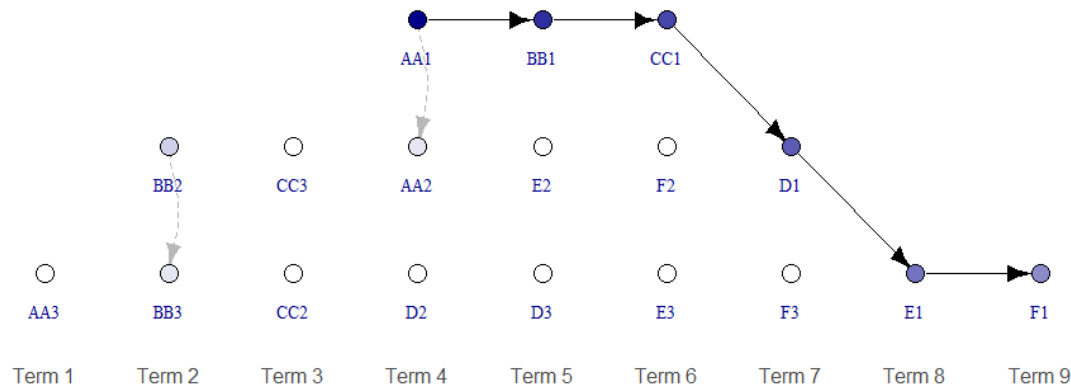 AA1 BB1 CC1
BB2 CC3 AA2 E2 F2 D1
AA3 BB3 CC2 D2 D3 E3 F3 E1 F1
Term 1 Term 2 Term 3 Term 4 Term 5 Term 6 Term 7 Term 8 Term 9